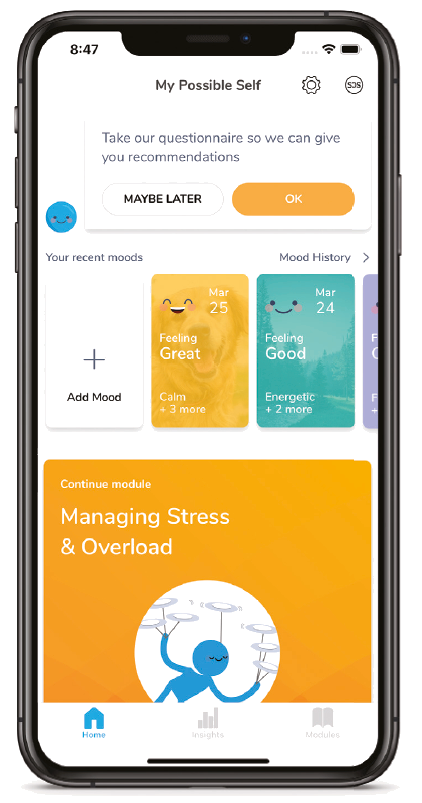 8:47
My Possible Self
SOS
Take our questionnaire so we can give
you recommendations
MAYBE LATER
OK
Your recent moods
Mood History
Mar
25
Feeling
Great
Calm
+ 3 more
Mar
24
Feeling
Good
Energetic
+ 2 more
Add Mood
Continue module
Managing Stress
& Overload
Home
Insights
Modules